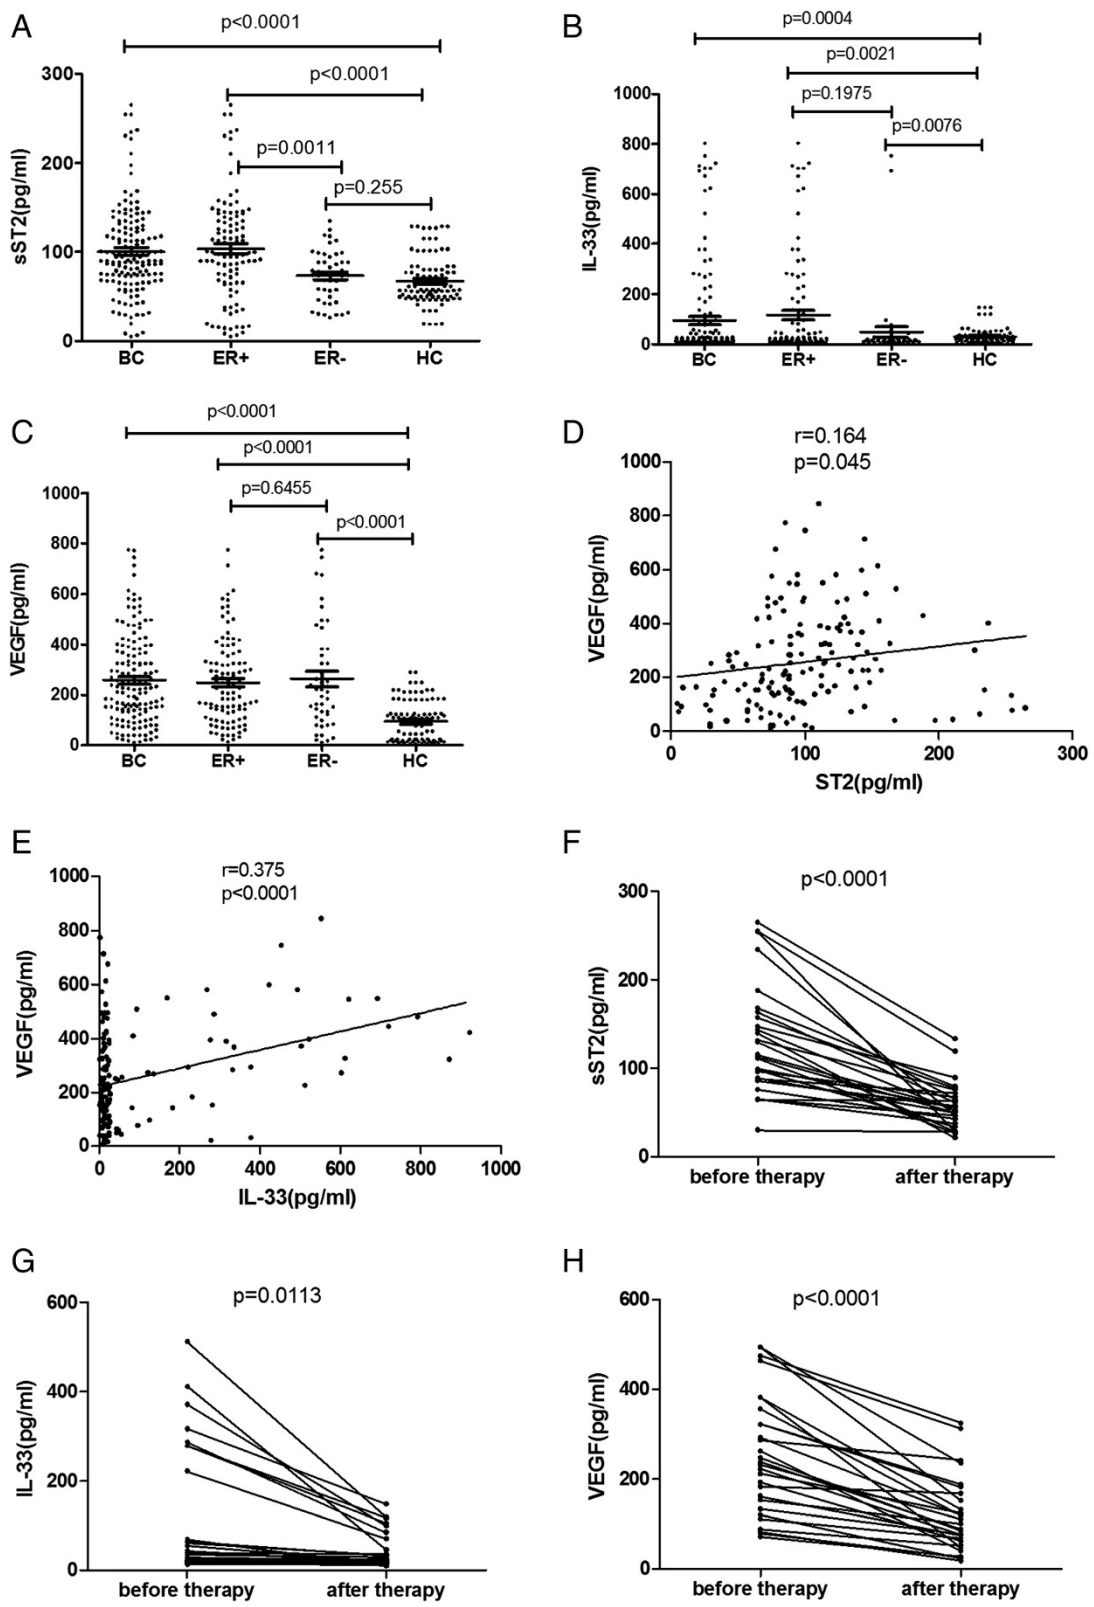 A
p<0.0001
p<0.0001
p=0.0011
p=0.255
sST2(pg/ml)
300
200
100
0
BC ER+ ER- HC
B
p=0.0004
p=0.0021
p=0.1975
p=0.0076
IL-33(pg/ml)
1000
800
600
400
200
0
BC ER+ ER- HC
C
p<0.0001
p<0.0001
p=0.6455
p<0.0001
VEGF(pg/ml)
1000
800
600
400
200
0
BC ER+ ER- HC
D
r=0.164
p=0.045
VEGF(pg/ml)
1000
800
600
400
200
0
0 100 200 300
ST2(pg/ml)
E
r=0.375
p<0.0001
VEGF(pg/ml)
1000
800
600
400
200
0
0 200 400 600 800 1000
IL-33(pg/ml)
F
p<0.0001
sST2(pg/ml)
300
200
100
0
before therapy after therapy
G
p=0.0113
IL-33(pg/ml)
600
400
200
0
before therapy after therapy
H
p<0.0001
VEGF(pg/ml)
600
400
200
0
before therapy after therapy